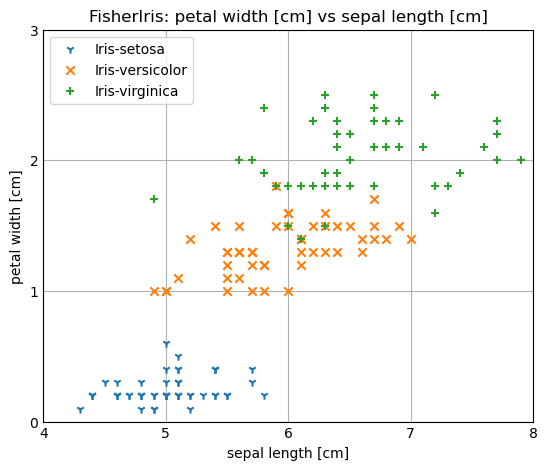 FisherIris: petal width [cm] vs sepal length [cm]
3
Iris-setosa
Iris-versicolor
Iris-virginica
2
petal width [cm]
1
0
4 5 6 7 8
sepal length [cm]